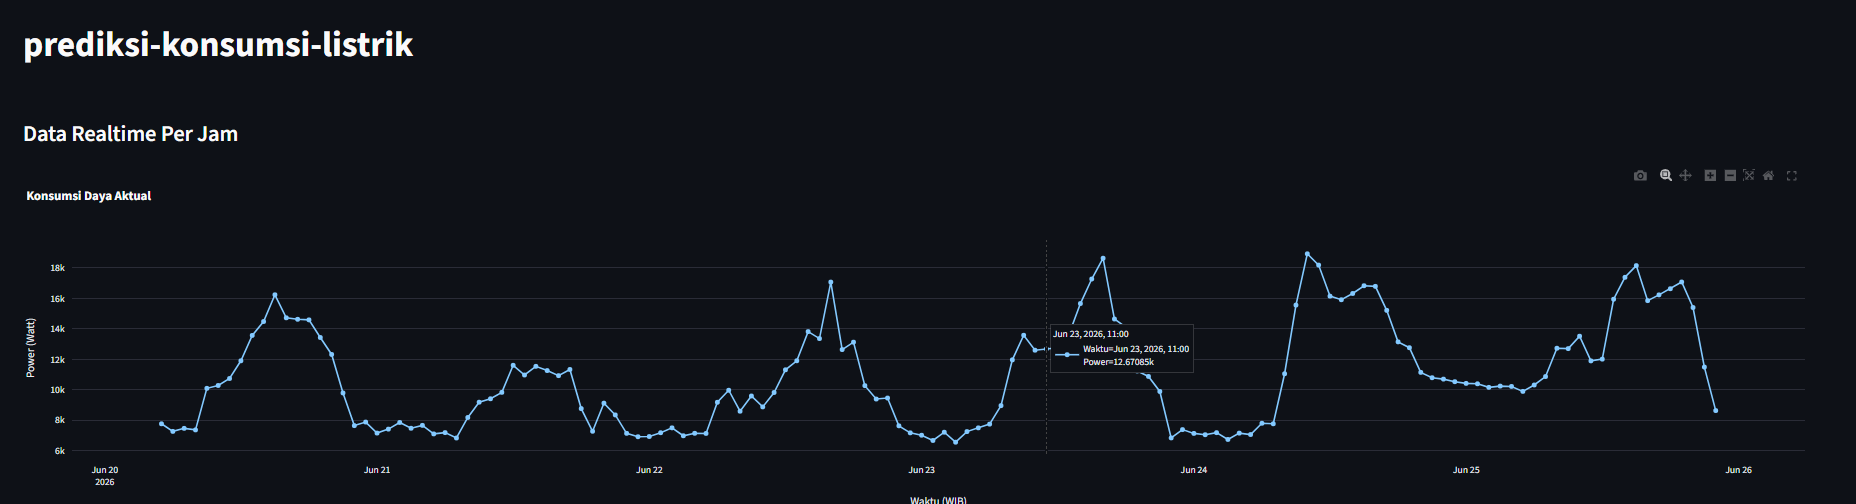 prediksi-konsumsi-listrik
Data Realtime Per Jam
Konsumsi Daya Aktual
18k
16k
14k
12k
10k
8k
6k
Power (Watt)
Jun 23, 2026, 11:00
Waktu=Jun 23, 2026, 11:00
Power=12.67085k
Jun 20
2026
Jun 21
Jun 22
Jun 23
Jun 24
Jun 25
Jun 26
Waktu (WIB)